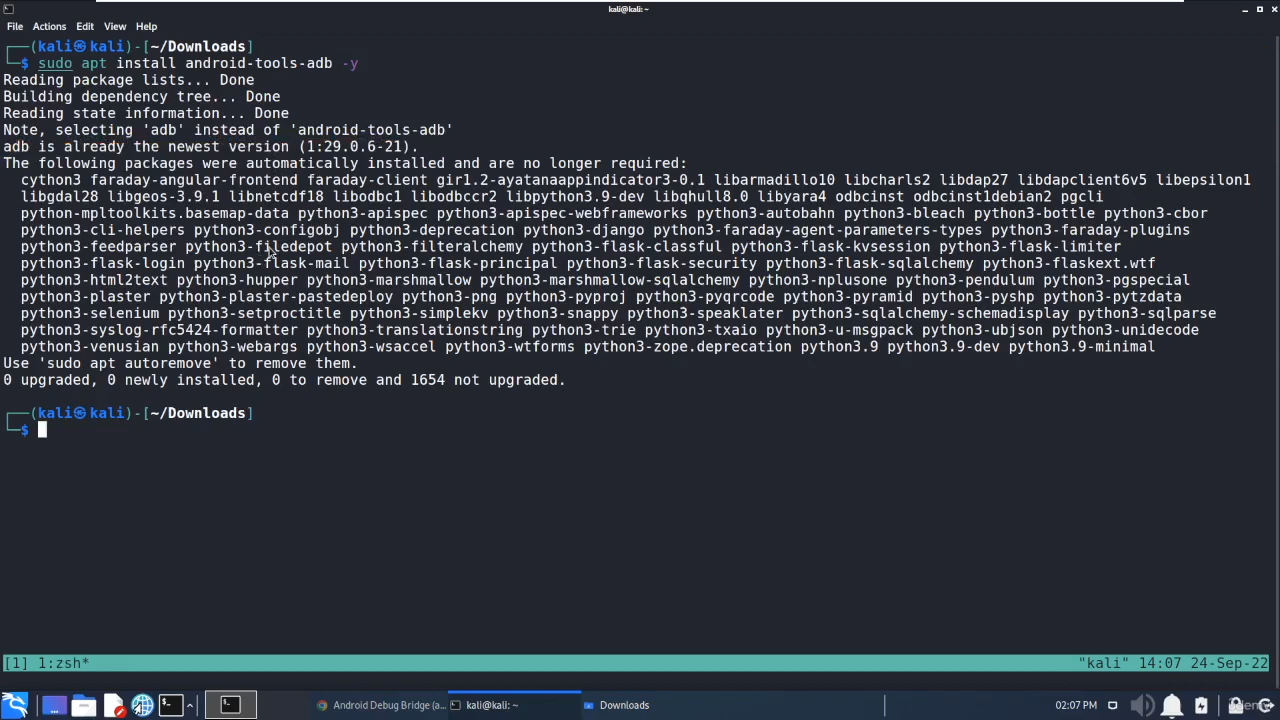 kali@kali: ~
File Actions Edit View Help
┌──(kali㉿kali)-[~/Downloads]
└─$ sudo apt install android-tools-adb -y
Reading package lists... Done
Building dependency tree... Done
Reading state information... Done
Note, selecting 'adb' instead of 'android-tools-adb'
adb is already the newest version (1:29.0.6-21).
The following packages were automatically installed and are no longer required:
cython3 faraday-angular-frontend faraday-client gir1.2-ayatanaappindicator3-0.1 libarmadillo10 libcharls2 libdap27 libdapclient6v5 libepsilon1
libgdal28 libgeos-3.9.1 libnetcdf18 libodbc1 libodbccr2 libpython3.9-dev libqhull8.0 libyara4 odbcinst odbcinst1debian2 pgcli
python-mpltoolkits.basemap-data python3-apispec python3-apispec-webframeworks python3-autobahn python3-bleach python3-bottle python3-cbor
python3-cli-helpers python3-configobj python3-deprecation python3-django python3-faraday-agent-parameters-types python3-faraday-plugins
python3-feedparser python3-filedepot python3-filteralchemy python3-flask-classful python3-flask-kvsession python3-flask-limiter
python3-flask-login python3-flask-mail python3-flask-principal python3-flask-security python3-flask-sqlalchemy python3-flaskext.wtf
python3-html2text python3-hupper python3-marshmallow python3-marshmallow-sqlalchemy python3-nplusone python3-pendulum python3-pgspecial
python3-plaster python3-plaster-pastedeploy python3-png python3-pyproj python3-pyqrcode python3-pyramid python3-pyshp python3-pytzdata
python3-selenium python3-setproctitle python3-simplekv python3-snappy python3-speaklater python3-sqlalchemy-schemadisplay python3-sqlparse
python3-syslog-rfc5424-formatter python3-translationstring python3-trie python3-txaio python3-u-msgpack python3-ubjson python3-unidecode
python3-venusian python3-webargs python3-wsaccel python3-wtforms python3-zope.deprecation python3.9 python3.9-dev python3.9-minimal
Use 'sudo apt autoremove' to remove them.
0 upgraded, 0 newly installed, 0 to remove and 1654 not upgraded.
┌──(kali㉿kali)-[~/Downloads]
└─$
[1] 1:zsh* "kali" 14:07 24-Sep-22
Android Debug Bridge (a... kali@kali: ~ Downloads 02:07 PM